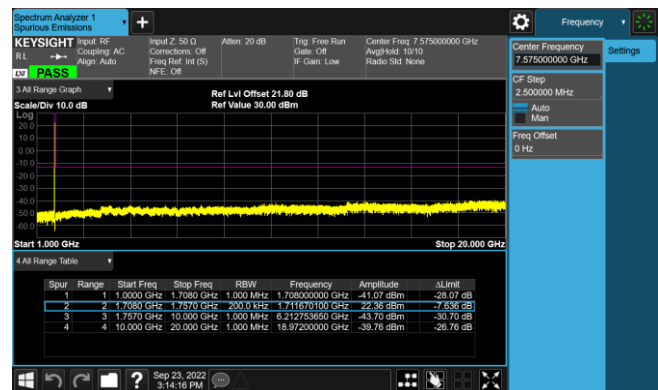 Spectrum Analyzer 1
Spurious Emissions
Frequency
KEYSIGHT Input: RF Input Z: 50 Ω Atten: 20 dB Trig: Free Run Center Freq: 7.575000000 GHz
R L Coupling: AC Corrections: Off Gate: Off Avg|Hold: 10/10
Align: Auto Freq Ref: Int (S) IF Gain: Low Radio Std: None
NFE: Off
LXI PASS
3 All Range Graph
Ref Lvl Offset 21.80 dB
Scale/Div 10.0 dB Ref Value 30.00 dBm
Log
20.0
10.0
0.00
-10.0
-20.0
-30.0
-40.0
-50.0
-60.0
Start 1.000 GHz Stop 20.000 GHz
4 All Range Table
Spur Range Start Freq Stop Freq RBW Frequency Amplitude ΔLimit
1 1 1.0000 GHz 1.7080 GHz 1.000 MHz 1.708000000 GHz -41.07 dBm -28.07 dB
2 2 1.7080 GHz 1.7570 GHz 200.0 kHz 1.711670100 GHz 22.36 dBm -7.636 dB
3 3 1.7570 GHz 10.000 GHz 1.000 MHz 6.212753650 GHz -43.70 dBm -30.70 dB
4 4 10.000 GHz 20.000 GHz 1.000 MHz 18.97200000 GHz -39.76 dBm -26.76 dB
Center Frequency
7.575000000 GHz
Settings
CF Step
2.500000 MHz
Auto
Man
Freq Offset
0 Hz
Sep 23, 2022
3:14:16 PM